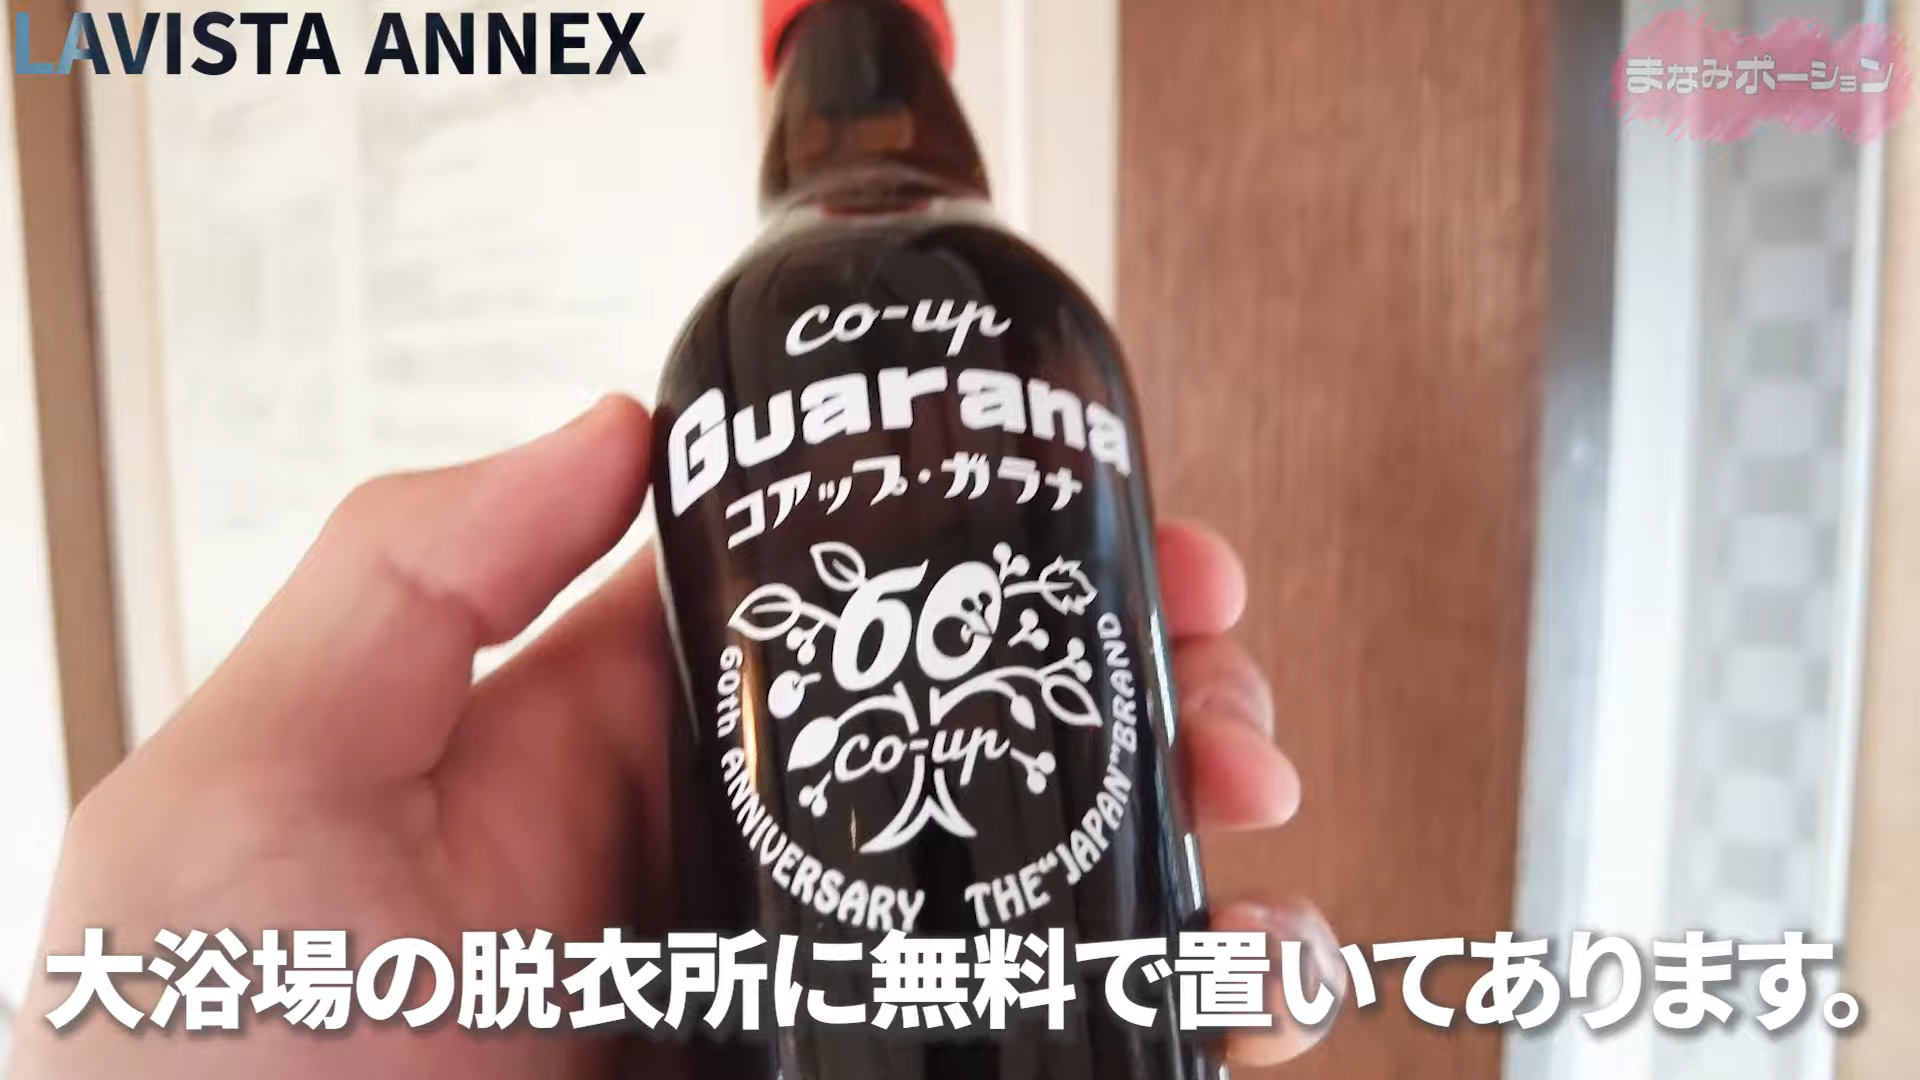 LAVISTA ANNEX
まなみポーション
co-up
Guarana
コアップ・ガラナ
60
co-up
60th ANNIVERSARY THE "JAPAN" BRAND
大浴場の脱衣所に無料で置いてあります。